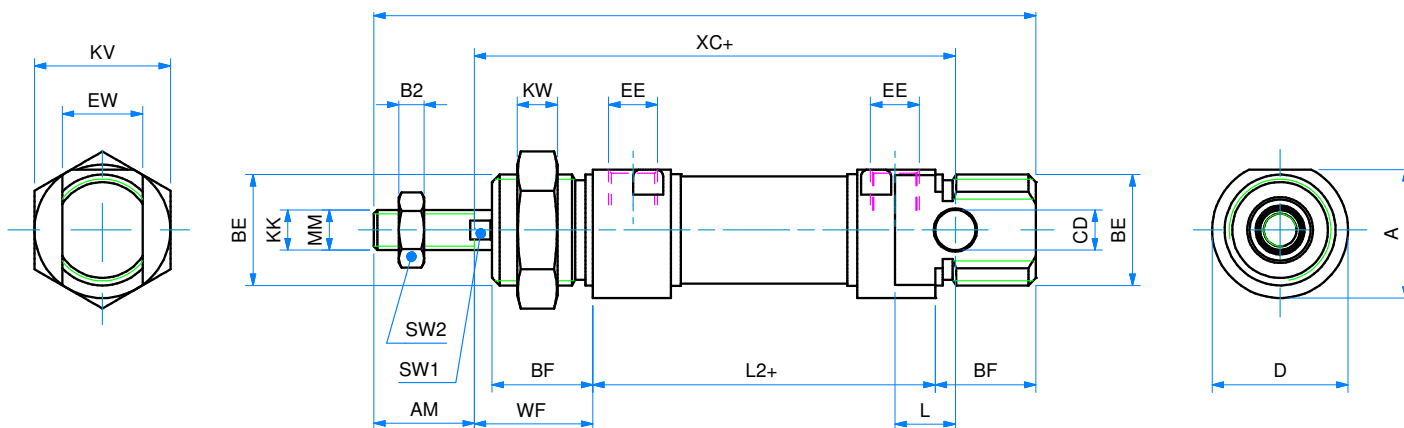 KV
XC+
EW
B2
KW
EE
EE
BE
KK
MM
CD
BE
A
SW2
SW1
BF
L2+
BF
D
AM
WF
L